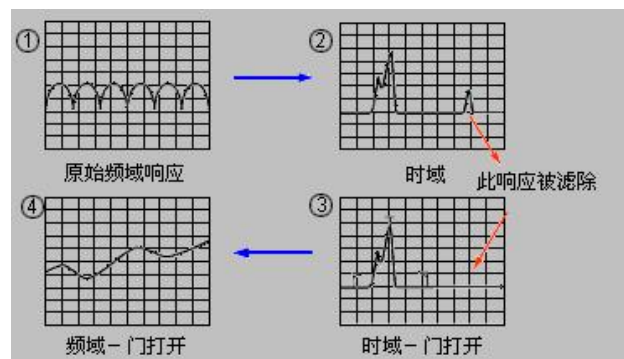 ①
②
原始频域响应
时域
此响应被滤除
④
③
频域－门打开
时域－门打开